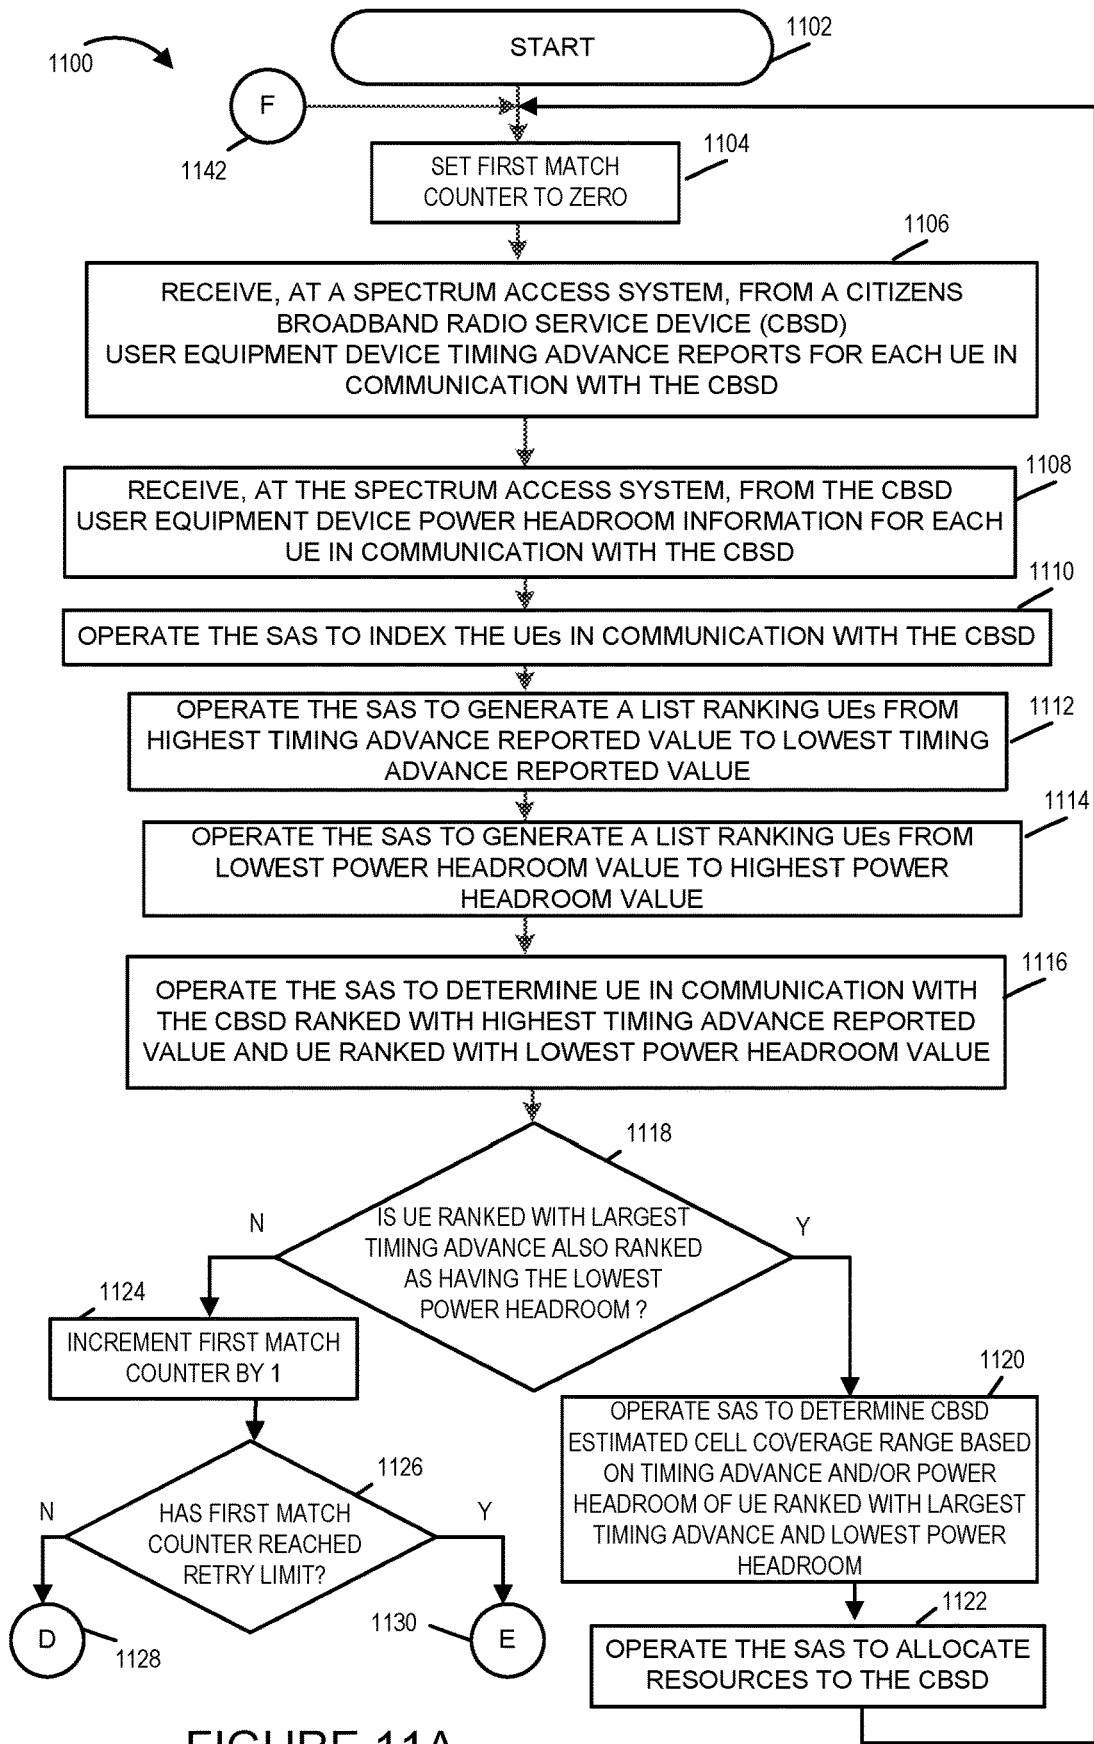 1100
START
1102
F
1142
1104
SET FIRST MATCH
COUNTER TO ZERO
1106
RECEIVE, AT A SPECTRUM ACCESS SYSTEM, FROM A CITIZENS
BROADBAND RADIO SERVICE DEVICE (CBSD)
USER EQUIPMENT DEVICE TIMING ADVANCE REPORTS FOR EACH UE IN
COMMUNICATION WITH THE CBSD
1108
RECEIVE, AT THE SPECTRUM ACCESS SYSTEM, FROM THE CBSD
USER EQUIPMENT DEVICE POWER HEADROOM INFORMATION FOR EACH
UE IN COMMUNICATION WITH THE CBSD
1110
OPERATE THE SAS TO INDEX THE UEs IN COMMUNICATION WITH THE CBSD
1112
OPERATE THE SAS TO GENERATE A LIST RANKING UEs FROM
HIGHEST TIMING ADVANCE REPORTED VALUE TO LOWEST TIMING
ADVANCE REPORTED VALUE
1114
OPERATE THE SAS TO GENERATE A LIST RANKING UEs FROM
LOWEST POWER HEADROOM VALUE TO HIGHEST POWER
HEADROOM VALUE
1116
OPERATE THE SAS TO DETERMINE UE IN COMMUNICATION WITH
THE CBSD RANKED WITH HIGHEST TIMING ADVANCE REPORTED
VALUE AND UE RANKED WITH LOWEST POWER HEADROOM VALUE
1118
N
Y
IS UE RANKED WITH LARGEST
TIMING ADVANCE ALSO RANKED
AS HAVING THE LOWEST
POWER HEADROOM ?
1124
INCREMENT FIRST MATCH
COUNTER BY 1
1126
N
Y
HAS FIRST MATCH
COUNTER REACHED
RETRY LIMIT?
D
1128
1130
E
1120
OPERATE SAS TO DETERMINE CBSD
ESTIMATED CELL COVERAGE RANGE BASED
ON TIMING ADVANCE AND/OR POWER
HEADROOM OF UE RANKED WITH LARGEST
TIMING ADVANCE AND LOWEST POWER
HEADROOM
1122
OPERATE THE SAS TO ALLOCATE
RESOURCES TO THE CBSD
FIGURE 11A